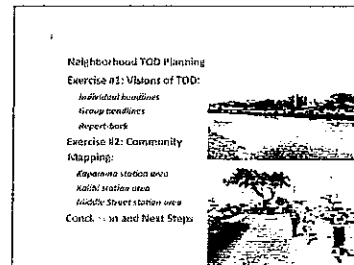 Neighborhood TOD Planning
Exercise #1: Visions of TOD:
Individual headlines
Group headlines
Report-back
Exercise #2: Community
Mapping:
Kapalama station area
Kalihi station area
Middle Street station area
Conclusion and Next Steps